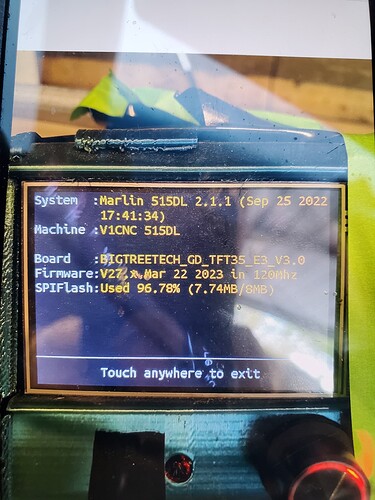 System :Marlin 515DL 2.1.1 (Sep 25 2022
17:41:34)
Machine :V1CNC 515DL
Board :BIGTREETECH_GD_TFT35_E3_V3.0
Firmware:V27.x Mar 22 2023 in 120mhz
SPIFlash:Used 96.78% (7.74MB/8MB)
Touch anywhere to exit